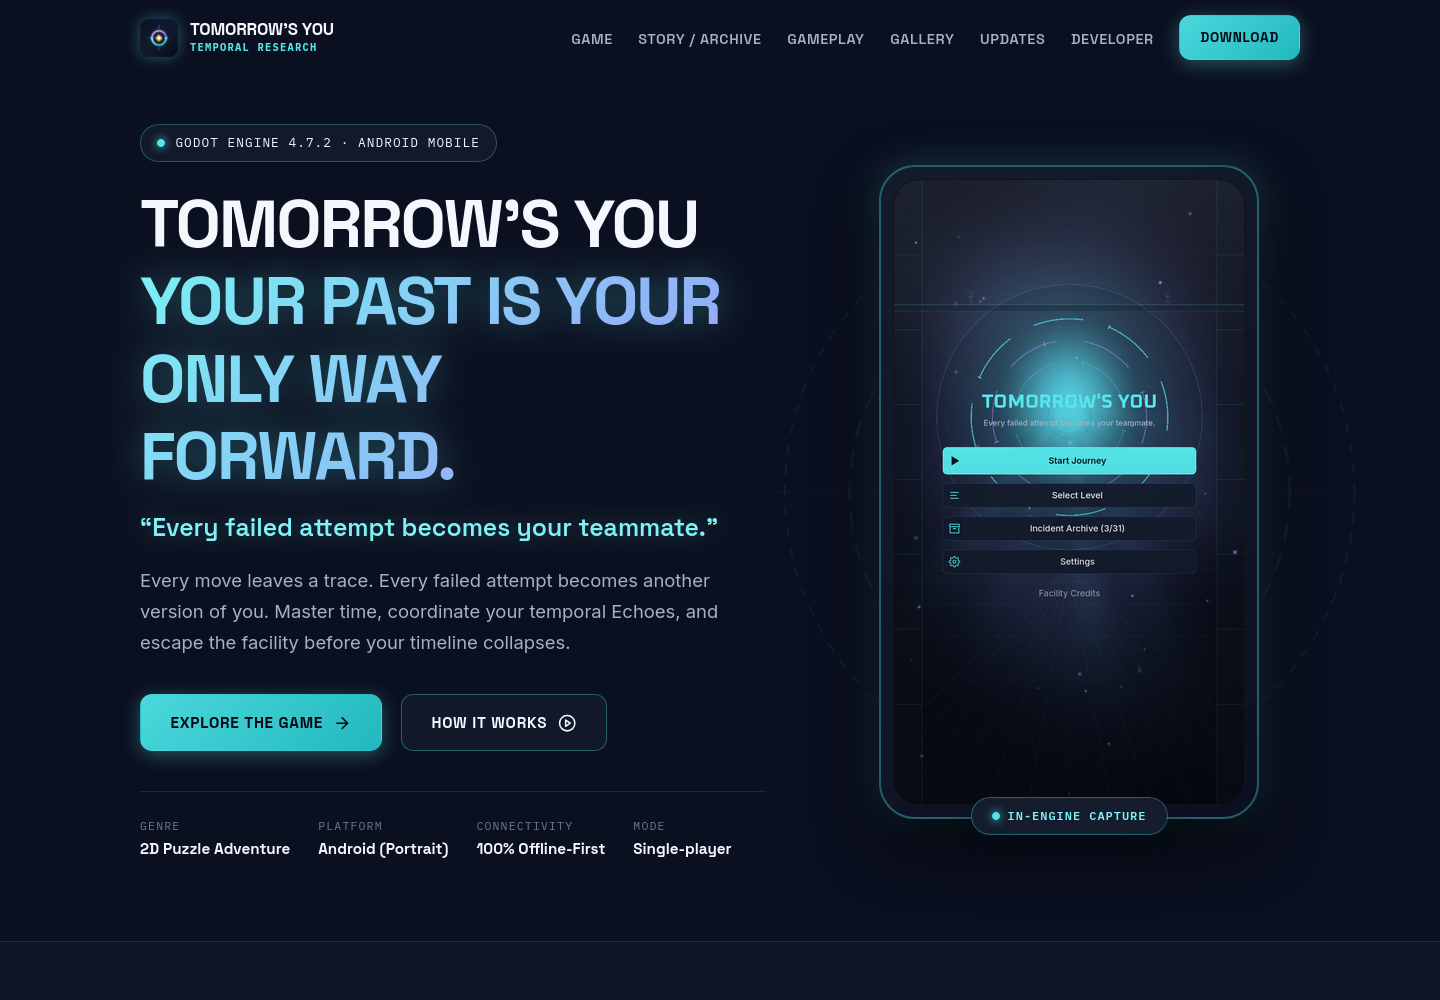 TOMORROW'S YOU
TEMPORAL RESEARCH
GAME
STORY / ARCHIVE
GAMEPLAY
GALLERY
UPDATES
DEVELOPER
DOWNLOAD
GODOT ENGINE 4.7.2 · ANDROID MOBILE
TOMORROW’S YOU
YOUR PAST IS YOUR
ONLY WAY
FORWARD.
“Every failed attempt becomes your teammate.”
Every move leaves a trace. Every failed attempt becomes another
version of you. Master time, coordinate your temporal Echoes, and
escape the facility before your timeline collapses.
EXPLORE THE GAME
HOW IT WORKS
GENRE
2D Puzzle Adventure
PLATFORM
Android (Portrait)
CONNECTIVITY
100% Offline-First
MODE
Single-player
TOMORROW'S YOU
Every failed attempt becomes your teammate.
Start Journey
Select Level
Incident Archive (3/31)
Settings
Facility Credits
IN-ENGINE CAPTURE